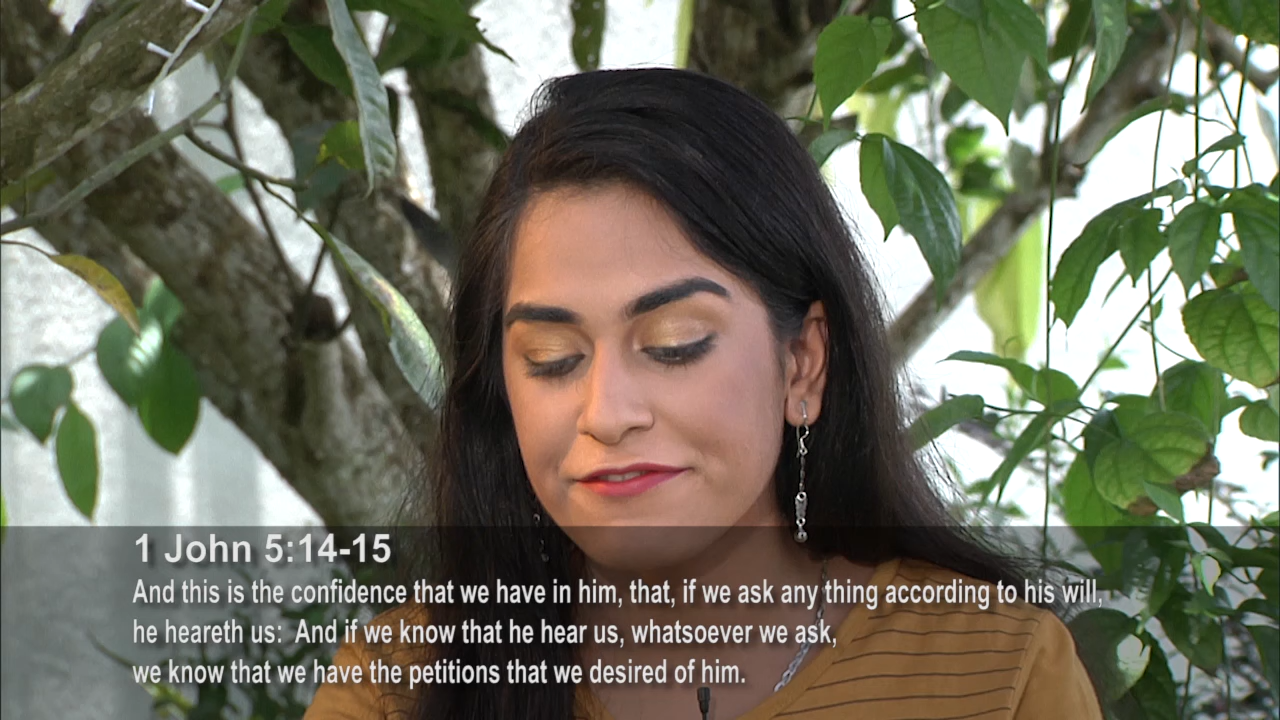 1 John 5:14-15
And this is the confidence that we have in him, that, if we ask any thing according to his will,
he heareth us:  And if we know that he hear us, whatsoever we ask,
we know that we have the petitions that we desired of him.